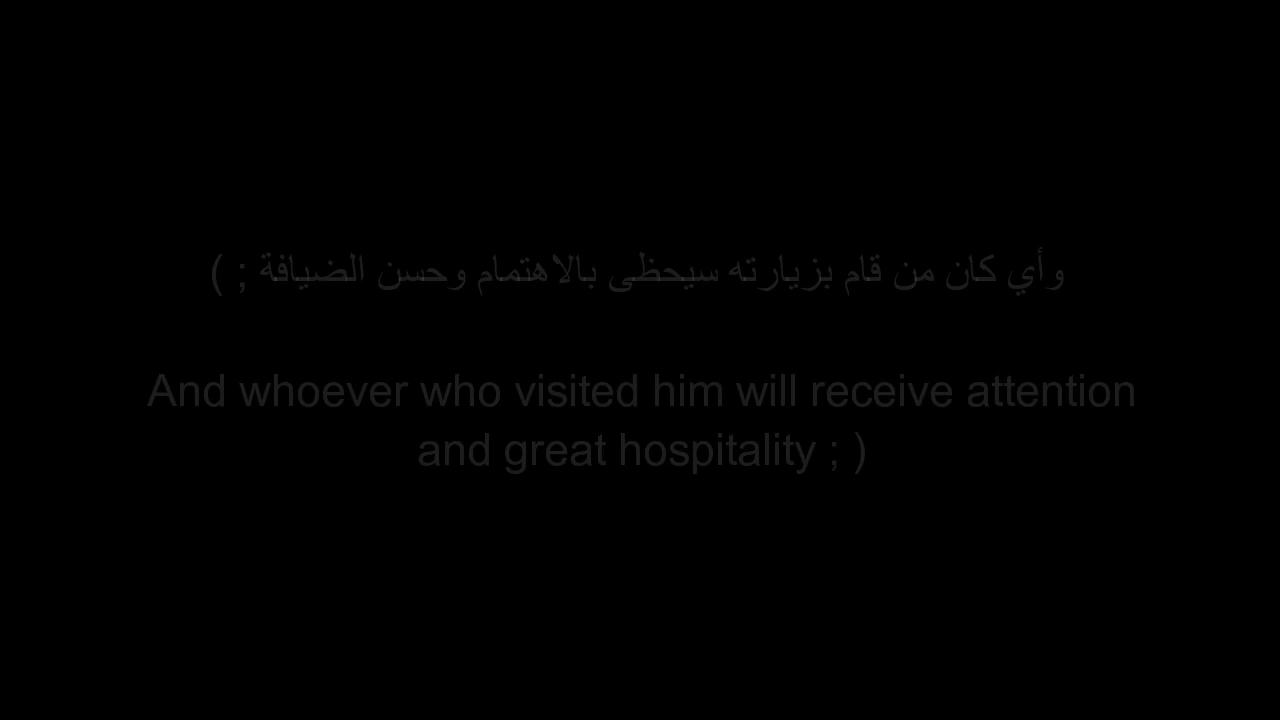 وأي كان من قام بزيارته سيحظى بالاهتمام وحسن الضيافة ; )
And whoever who visited him will receive attention
and great hospitality ; )